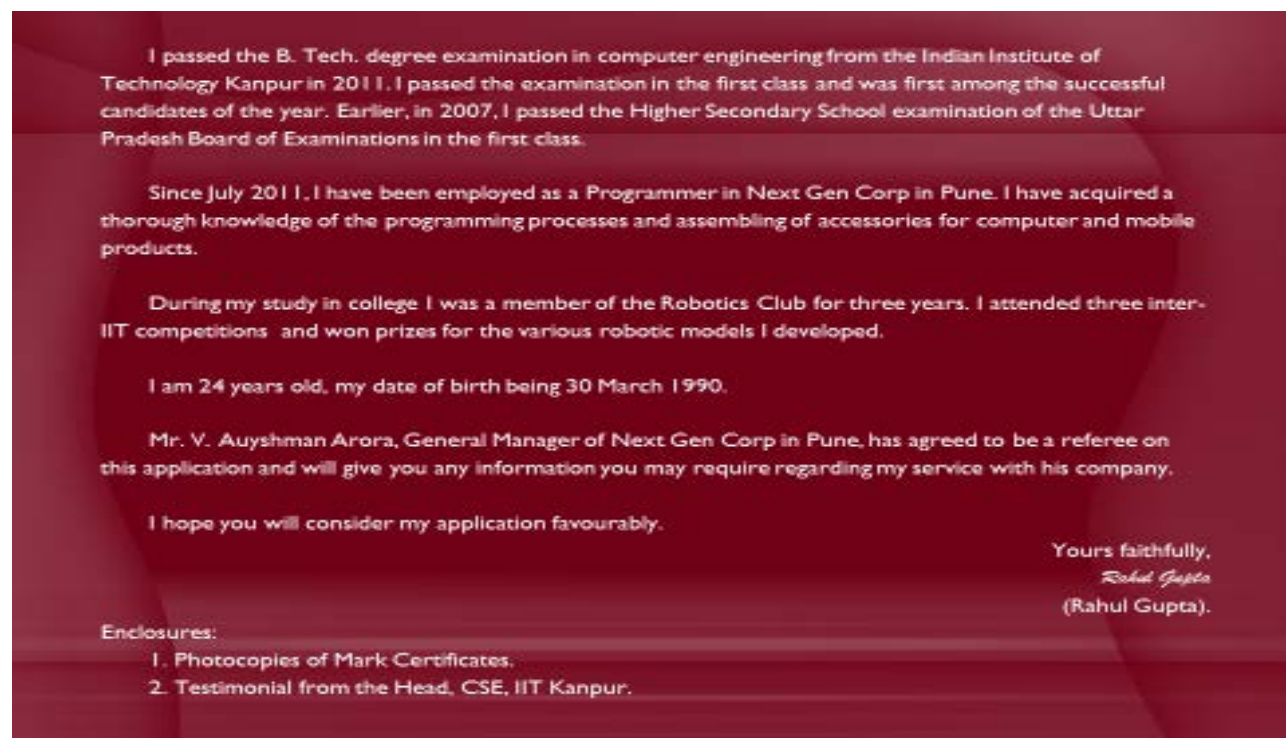 I passed the B. Tech. degree examination in computer engineering from the Indian Institute of
Technology Kanpur in 2011. I passed the examination in the first class and was first among the successful
candidates of the year. Earlier, in 2007, I passed the Higher Secondary School examination of the Uttar
Pradesh Board of Examinations in the first class.
Since July 2011, I have been employed as a Programmer in Next Gen Corp in Pune. I have acquired a
thorough knowledge of the programming processes and assembling of accessories for computer and mobile
products.
During my study in college I was a member of the Robotics Club for three years. I attended three inter-
IIT competitions and won prizes for the various robotic models I developed.
I am 24 years old, my date of birth being 30 March 1990.
Mr. V. Auyshman Arora, General Manager of Next Gen Corp in Pune, has agreed to be a referee on
this application and will give you any information you may require regarding my service with his company.
I hope you will consider my application favourably.
Yours faithfully,
Rahul Gupta
(Rahul Gupta).
Enclosures:
1. Photocopies of Mark Certificates.
2. Testimonial from the Head, CSE, IIT Kanpur.